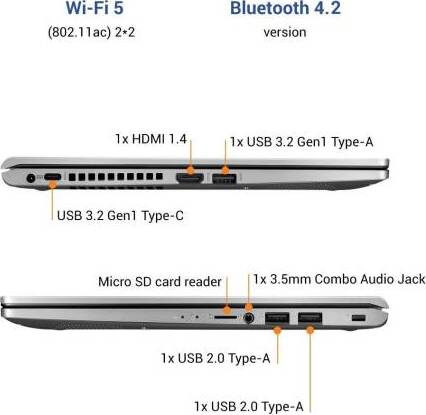 Wi-Fi 5
(802.11ac) 2*2
Bluetooth 4.2
version
1x HDMI 1.4
1x USB 3.2 Gen1 Type-A
USB 3.2 Gen1 Type-C
Micro SD card reader
1x 3.5mm Combo Audio Jack
1x USB 2.0 Type-A
1x USB 2.0 Type-A